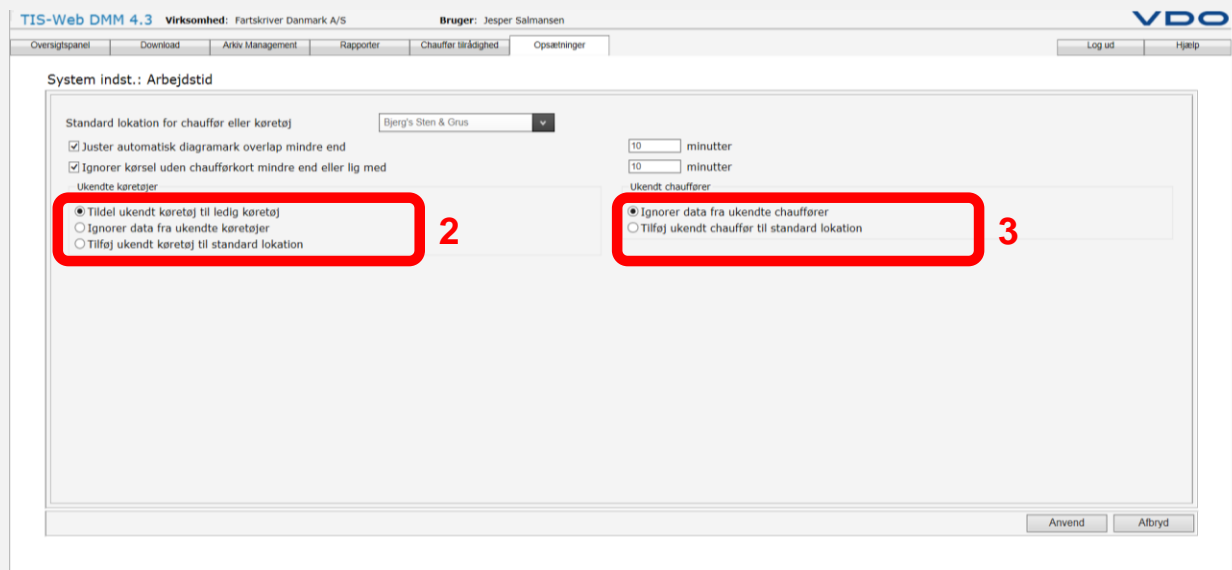 TIS-Web DMM 4.3 Virksomhed: Fartskriver Danmark A/S Bruger: Jesper Salmansen VDO
Oversigtspanel Download Arkiv Management Rapporter Chauffør tilrådighed Opsætninger Log ud Hjælp
System indst.: Arbejdstid
Standard lokation for chauffør eller køretøj Bjerg's Sten & Grus
Juster automatisk diagramark overlap mindre end 10 minutter
Ignorer kørsel uden chaufførkort mindre end eller lig med 10 minutter
Ukendte køretøjer Ukendt chauffører
Tildel ukendt køretøj til ledig køretøj Ignorer data fra ukendte chauffører
Ignorer data fra ukendte køretøjer 2 Tilføj ukendt chauffør til standard lokation 3
Tilføj ukendt køretøj til standard lokation
Anvend Afbryd